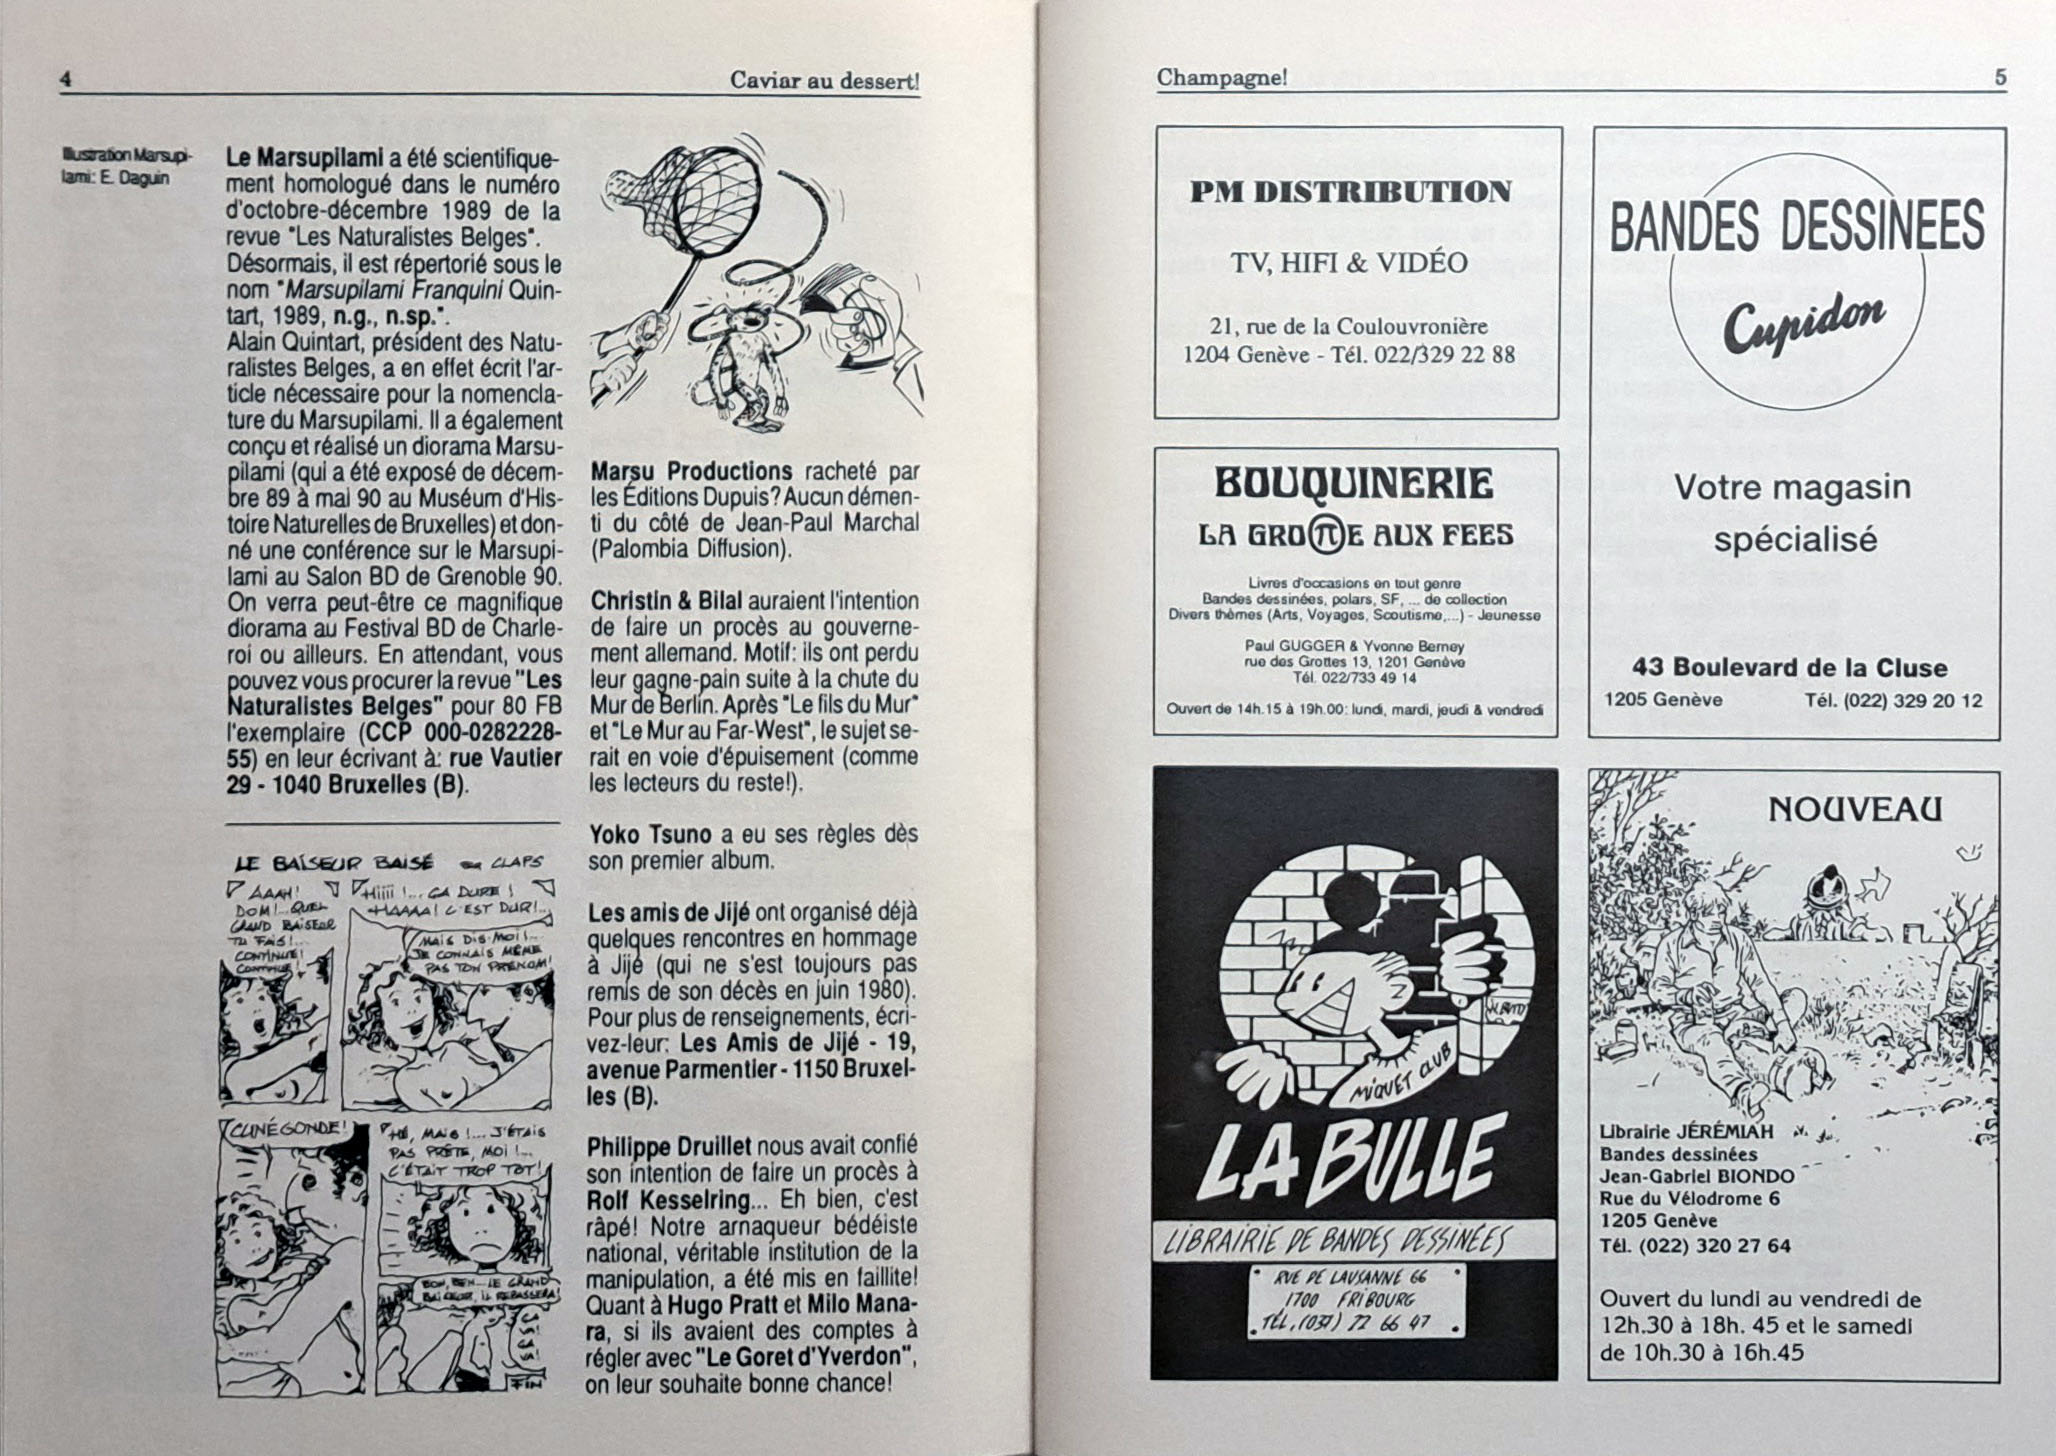 4
Caviar au dessert!
Illustration Marsupi-
lami: E. Daguin
Le Marsupilami a été scientifique-
ment homologué dans le numéro
d'octobre-décembre 1989 de la
revue "Les Naturalistes Belges".
Désormais, il est répertorié sous le
nom "Marsupilami Franquini Quin-
tart, 1989, n.g., n.sp.".
Alain Quintart, président des Natu-
ralistes Belges, a en effet écrit l'ar-
ticle nécessaire pour la nomencla-
ture du Marsupilami. Il a également
conçu et réalisé un diorama Marsu-
pilami (qui a été exposé de décem-
bre 89 à mai 90 au Muséum d'His-
toire Naturelles de Bruxelles) et don-
né une conférence sur le Marsupi-
lami au Salon BD de Grenoble 90.
On verra peut-être ce magnifique
diorama au Festival BD de Charle-
roi ou ailleurs. En attendant, vous
pouvez vous procurer la revue "Les
Naturalistes Belges" pour 80 FB
l'exemplaire (CCP 000-0282228-
55) en leur écrivant à: rue Vautier
29 - 1040 Bruxelles (B).
LE BAISEUR BAISÉ CLAPS
AAAH!
DOM!... QUEL
GRAND BAISEUR
TU FAIS!...
CONTINUE!
CONTINUE!
HIIII!... CA DURE!
HAAAA! C'EST DUR!...
MAIS DIS-MOI!...
JE CONNAIS MÊME
PAS TON PRÉNOM!
CUNÉGONDE!
HÉ, MAIS!... J'ÉTAIS
PAS PRÊTE, MOI!...
C'ÉTAIT TROP TÔT!
BON, BEN... LE GRAND
BAISEUR, IL REPASSERA!
FIN
Marsu Productions racheté par
les Éditions Dupuis? Aucun démen-
ti du côté de Jean-Paul Marchal
(Palombia Diffusion).
Christin & Bilal auraient l'intention
de faire un procès au gouverne-
ment allemand. Motif: ils ont perdu
leur gagne-pain suite à la chute du
Mur de Berlin. Après "Le fils du Mur"
et "Le Mur au Far-West", le sujet se-
rait en voie d'épuisement (comme
les lecteurs du reste!).
Yoko Tsuno a eu ses règles dès
son premier album.
Les amis de Jijé ont organisé déjà
quelques rencontres en hommage
à Jijé (qui ne s'est toujours pas
remis de son décès en juin 1980).
Pour plus de renseignements, écri-
vez-leur: Les Amis de Jijé - 19,
avenue Parmentier - 1150 Bruxel-
les (B).
Philippe Druillet nous avait confié
son intention de faire un procès à
Rolf Kesselring... Eh bien, c'est
râpé! Notre arnaqueur bédéiste
national, véritable institution de la
manipulation, a été mis en faillite!
Quant à Hugo Pratt et Milo Mana-
ra, si ils avaient des comptes à
régler avec "Le Goret d'Yverdon",
on leur souhaite bonne chance!
Champagne!
5
PM DISTRIBUTION
TV, HIFI & VIDÉO
21, rue de la Coulouvronière
1204 Genève - Tél. 022/329 22 88
BOUQUINERIE
LA GROTTE AUX FEES
Livres d'occasions en tout genre
Bandes dessinées, polars, SF, ... de collection
Divers thèmes (Arts, Voyages, Scoutisme,...) - Jeunesse
Paul GUGGER & Yvonne Berney
rue des Grottes 13, 1201 Genève
Tél. 022/733 49 14
Ouvert de 14h.15 à 19h.00: lundi, mardi, jeudi & vendredi
BANDES DESSINEES
Cupidon
Votre magasin
spécialisé
43 Boulevard de la Cluse
1205 Genève Tél. (022) 329 20 12
MIQUET CLUB
LA BULLE
LIBRAIRIE DE BANDES DESSINÉES
RUE DE LAUSANNE 66
1700 FRIBOURG
TÉL. (037) 22 66 47
NOUVEAU
Librairie JÉRÉMIAH
Bandes dessinées
Jean-Gabriel BIONDO
Rue du Vélodrome 6
1205 Genève
Tél. (022) 320 27 64
Ouvert du lundi au vendredi de
12h.30 à 18h. 45 et le samedi
de 10h.30 à 16h.45